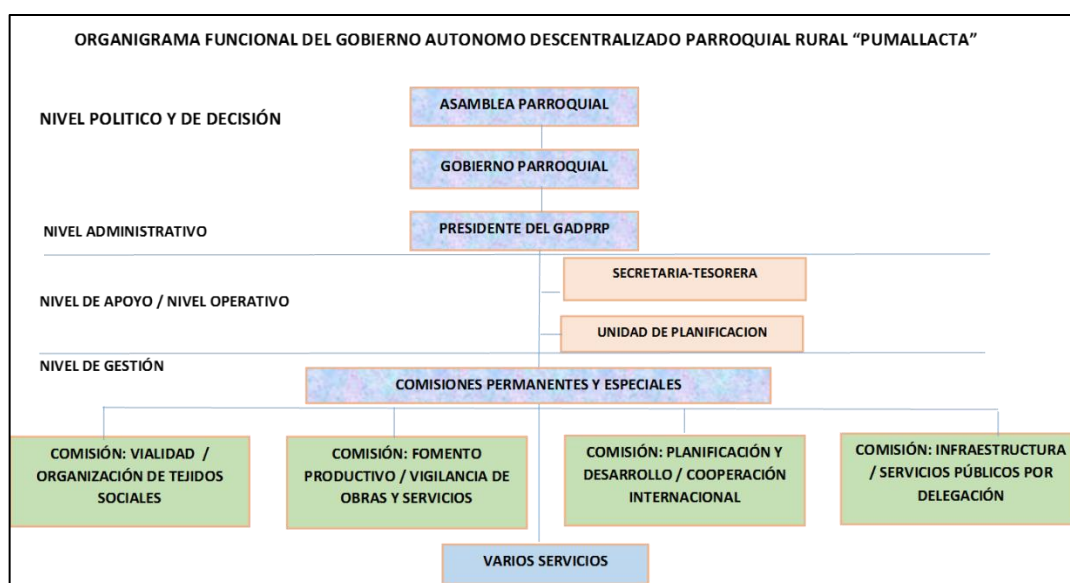 ORGANIGRAMA FUNCIONAL DEL GOBIERNO AUTONOMO DESCENTRALIZADO PARROQUIAL RURAL “PUMALLACTA”
ASAMBLEA PARROQUIAL
NIVEL POLITICO Y DE DECISIÓN
GOBIERNO PARROQUIAL
PRESIDENTE DEL GADPRP
NIVEL ADMINISTRATIVO
SECRETARIA-TESORERA
NIVEL DE APOYO / NIVEL OPERATIVO
UNIDAD DE PLANIFICACION
NIVEL DE GESTIÓN
COMISIONES PERMANENTES Y ESPECIALES
COMISIÓN: VIALIDAD /
ORGANIZACIÓN DE TEJIDOS
SOCIALES
COMISIÓN: FOMENTO
PRODUCTIVO / VIGILANCIA DE
OBRAS Y SERVICIOS
COMISIÓN: PLANIFICACIÓN Y
DESARROLLO / COOPERACIÓN
INTERNACIONAL
COMISIÓN: INFRAESTRUCTURA
/ SERVICIOS PÚBLICOS POR
DELEGACIÓN
VARIOS SERVICIOS